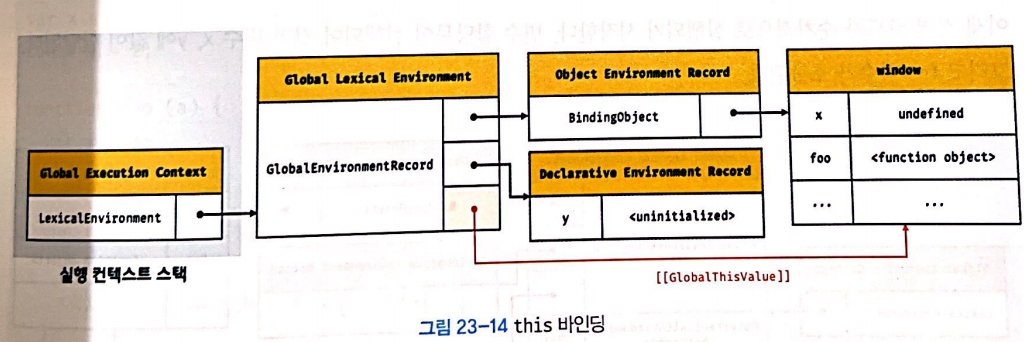 Global Execution Context
LexicalEnvironment
실행 컨텍스트 스택
Global Lexical Environment
GlobalEnvironmentRecord
Object Environment Record
BindingObject
Declarative Environment Record
y <uninitialized>
window
x undefined
foo <function object>
... ...
[[GlobalThisValue]]
그림 23-14 this 바인딩